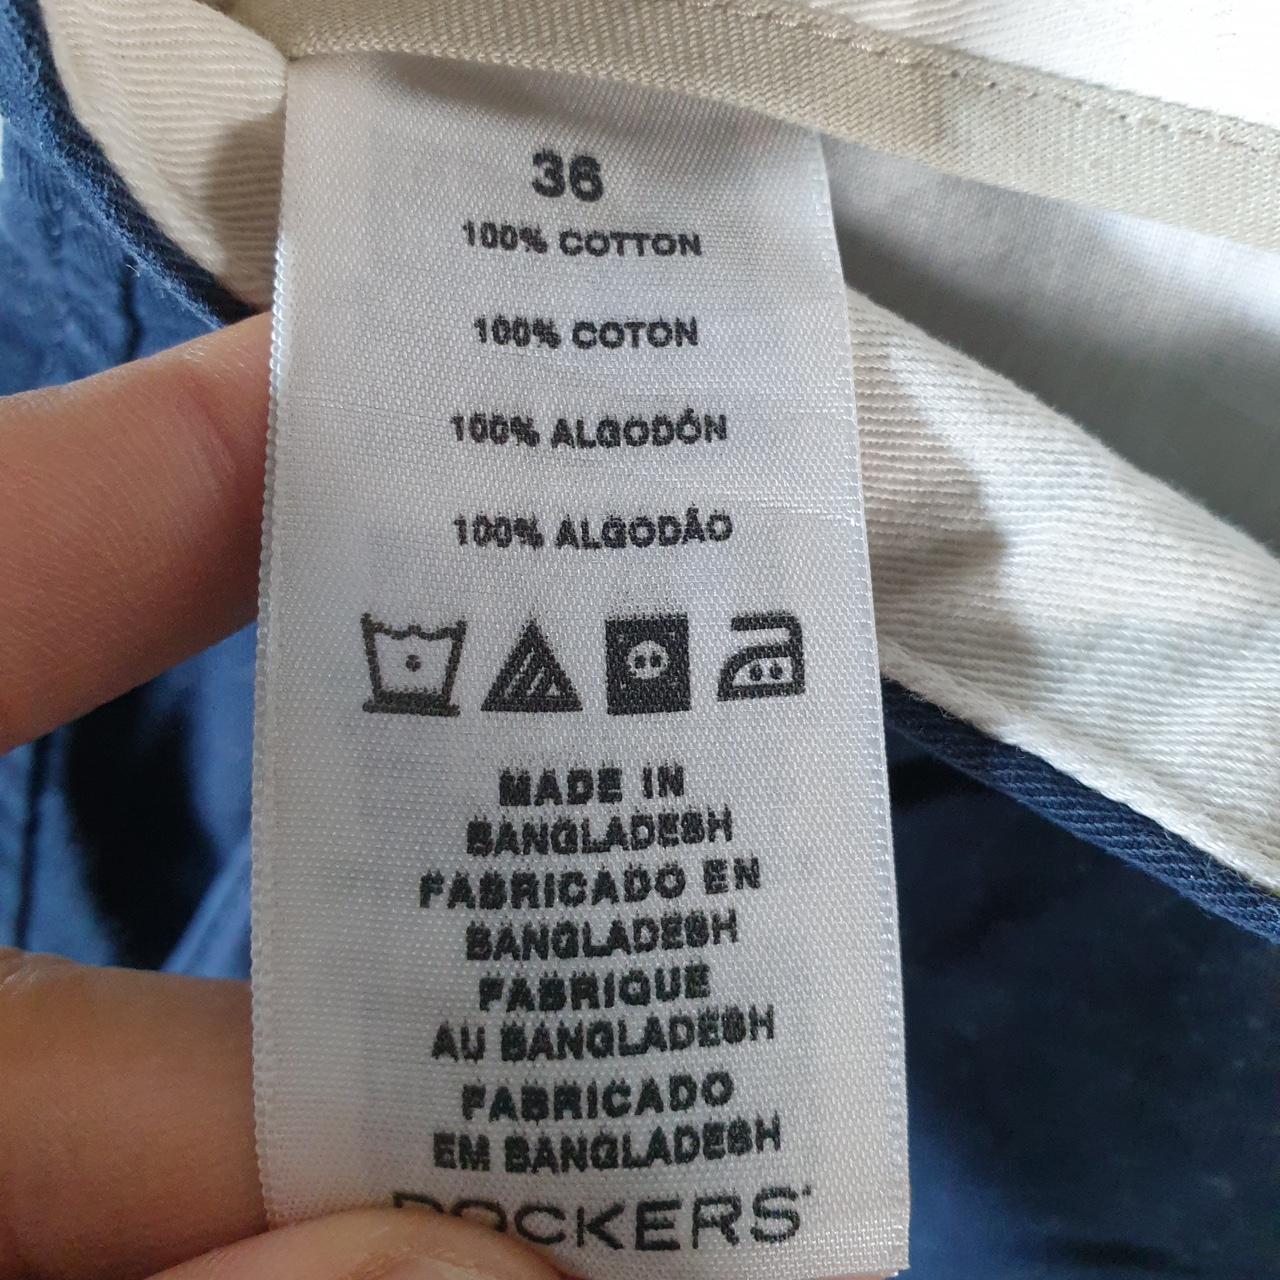 36
100% COTTON
100% COTON
100% ALGODÓN
100% ALGODÃO
MADE IN
BANGLADESH
FABRICADO EN
BANGLADESH
FABRIQUE
AU BANGLADESH
FABRICADO
EM BANGLADESH
DOCKERS